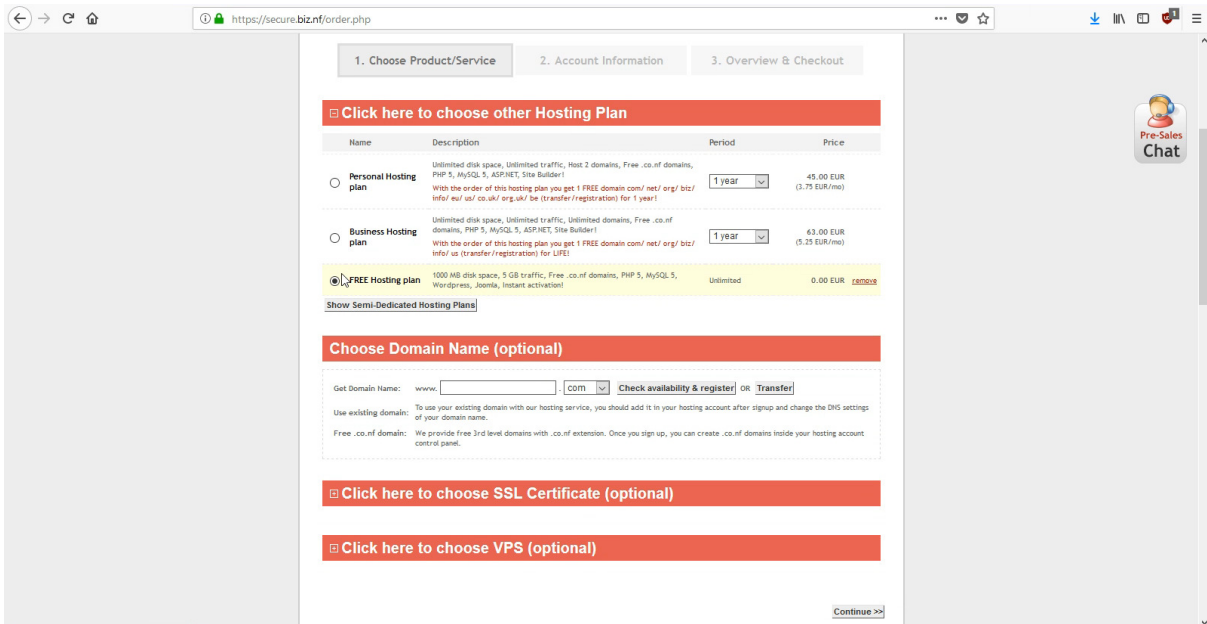 https://secure.biz.nf/order.php
1
1. Choose Product/Service
2. Account Information
3. Overview & Checkout
Click here to choose other Hosting Plan
Name Description Period Price
Personal Hosting plan
Unlimited disk space, Unlimited traffic, Host 2 domains, Free .co.nf domains,
PHP 5, MySQL 5, ASP.NET, Site Builder!
With the order of this hosting plan you get 1 FREE domain com/ net/ org/ biz/
info/ eu/ us/ co.uk/ org.uk/ be (transfer/registration) for 1 year!
1 year
45.00 EUR
(3.75 EUR/mo)
Business Hosting plan
Unlimited disk space, Unlimited traffic, Unlimited domains, Free .co.nf
domains, PHP 5, MySQL 5, ASP.NET, Site Builder!
With the order of this hosting plan you get 1 FREE domain com/ net/ org/ biz/
info/ us (transfer/registration) for LIFE!
1 year
63.00 EUR
(5.25 EUR/mo)
FREE Hosting plan
1000 MB disk space, 5 GB traffic, Free .co.nf domains, PHP 5, MySQL 5,
Wordpress, Joomla, Instant activation!
Unlimited
0.00 EUR remove
Show Semi-Dedicated Hosting Plans
Choose Domain Name (optional)
Get Domain Name: www. . com Check availability & register OR Transfer
Use existing domain: To use your existing domain with our hosting service, you should add it in your hosting account after signup and change the DNS settings
of your domain name.
Free .co.nf domain: We provide free 3rd level domains with .co.nf extension. Once you sign up, you can create .co.nf domains inside your hosting account
control panel.
Click here to choose SSL Certificate (optional)
Click here to choose VPS (optional)
Continue >>
Pre-Sales
Chat